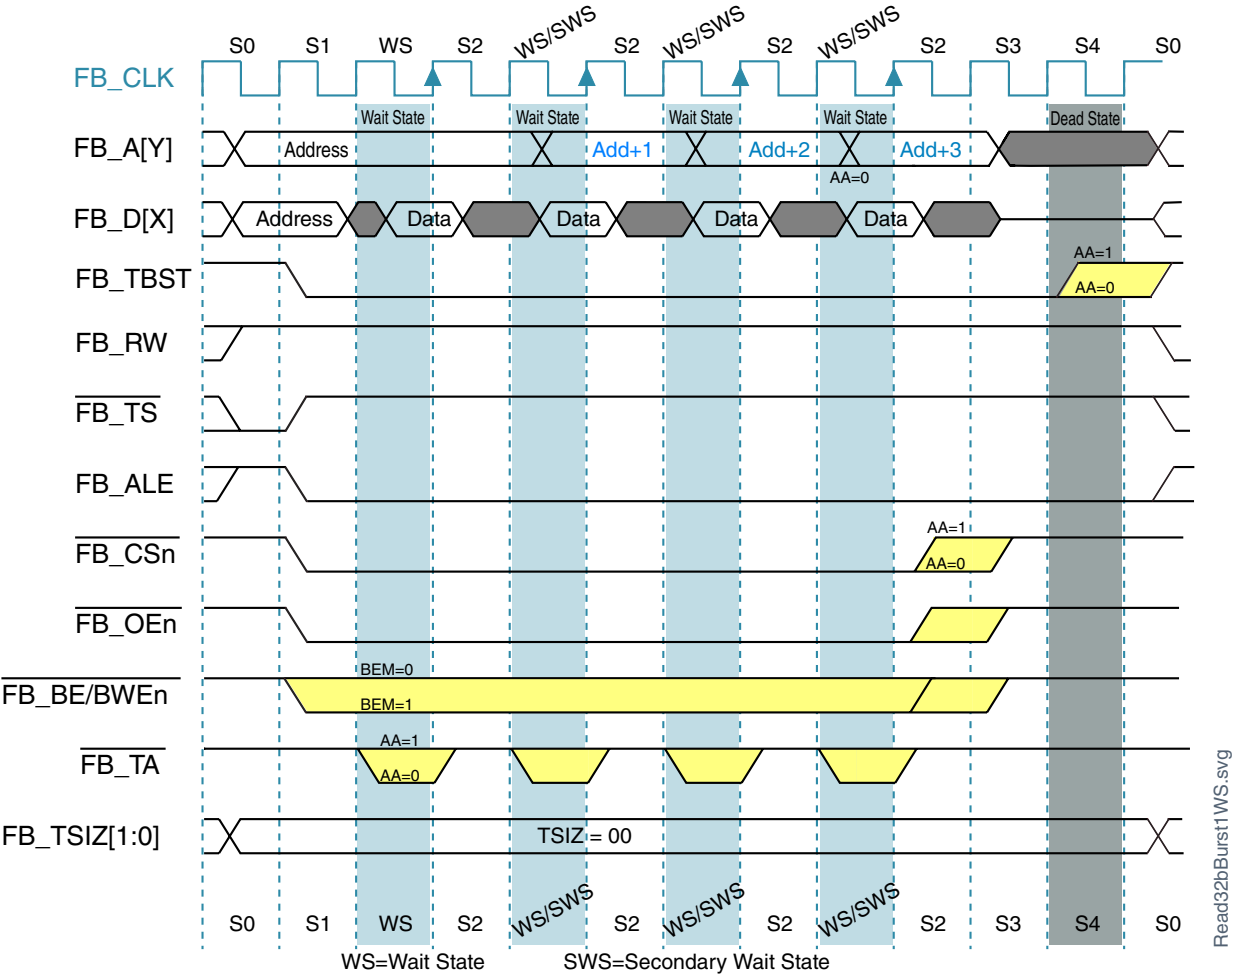 S0 S1 WS S2 WS/SWS S2 WS/SWS S2 WS/SWS S2 S3 S4 S0
FB_CLK
Wait State Wait State Wait State Wait State Dead State
FB_A[Y] Address Add+1 Add+2 Add+3
AA=0
FB_D[X] Address Data Data Data Data
AA=1
FB_TBST AA=0
FB_RW
FB_TS
FB_ALE
AA=1
FB_CSn AA=0
FB_OEn
BEM=0
FB_BE/BWEn BEM=1
AA=1
FB_TA AA=0
FB_TSIZ[1:0] TSIZ = 00
S0 S1 WS S2 WS/SWS S2 WS/SWS S2 WS/SWS S2 S3 S4 S0
WS=Wait State SWS=Secondary Wait State
Read32bBurst1WS.svg